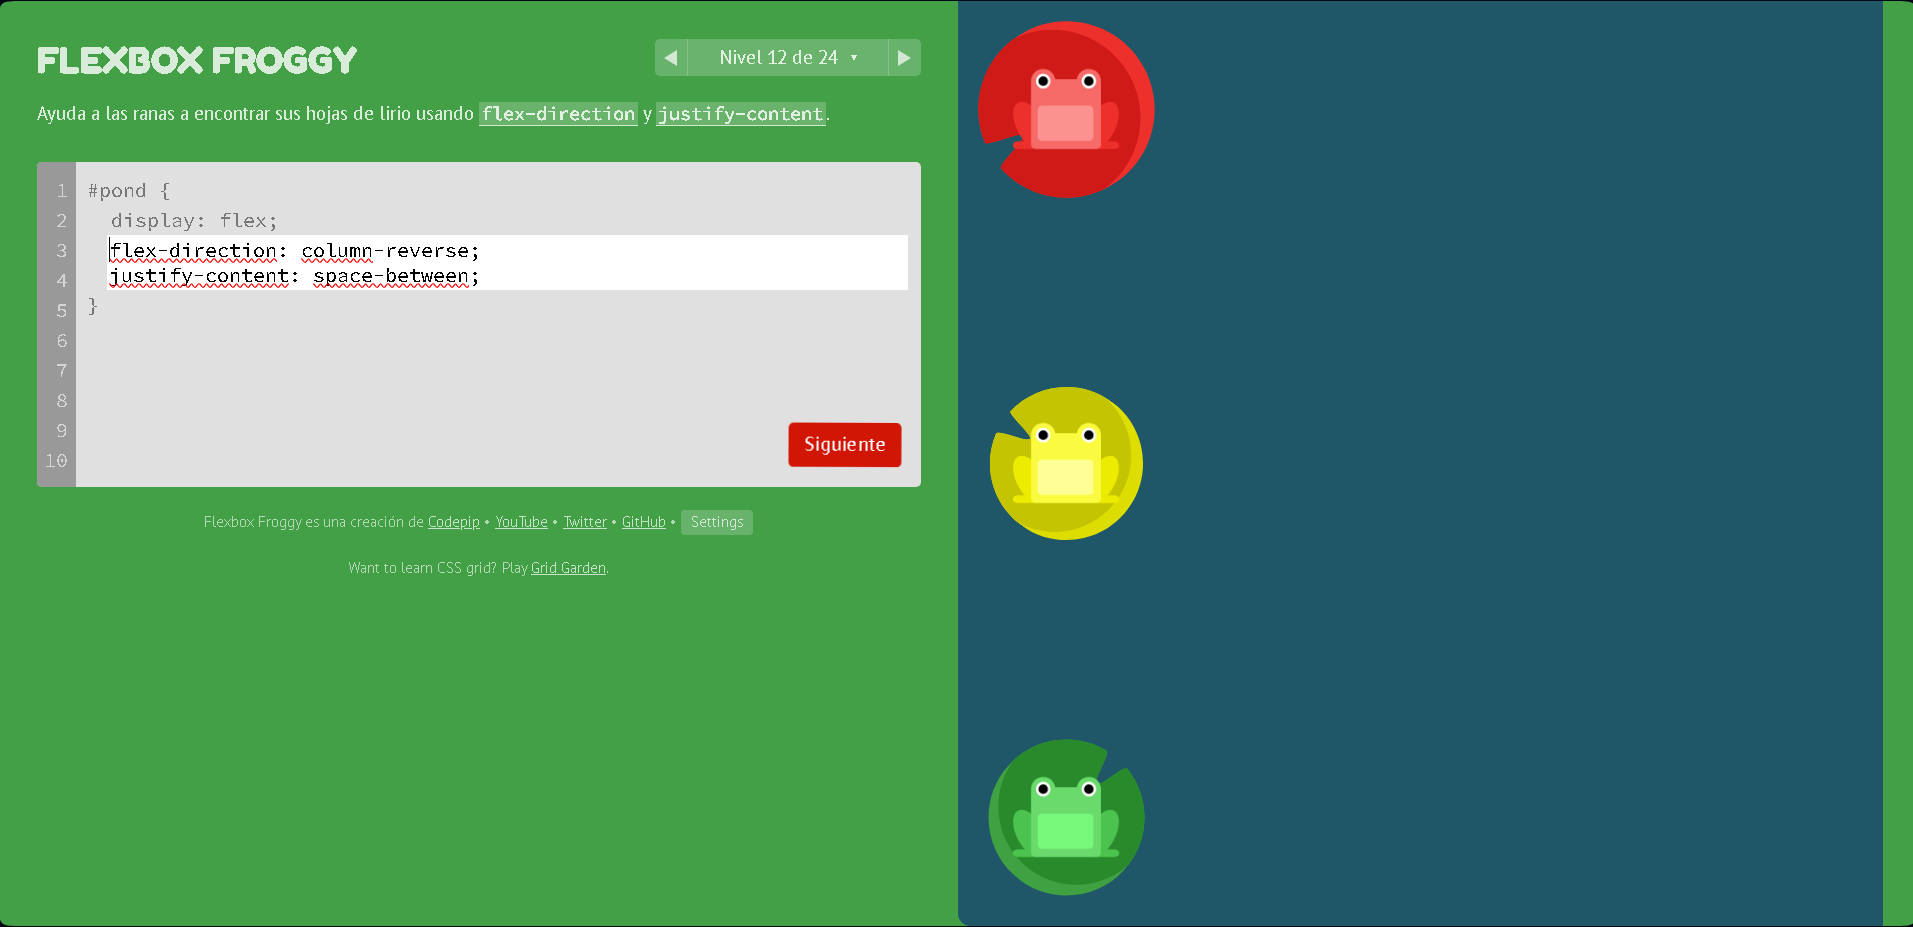 FLEXBOX FROGGY
◀ Nivel 12 de 24 ▾ ▶
Ayuda a las ranas a encontrar sus hojas de lirio usando flex-direction y justify-content.
1 #pond {
2 display: flex;
3 flex-direction: column-reverse;
4 justify-content: space-between;
5 }
6
7
8
9
10
Siguiente
Flexbox Froggy es una creación de Codepip • YouTube • Twitter • GitHub • Settings
Want to learn CSS grid? Play Grid Garden.